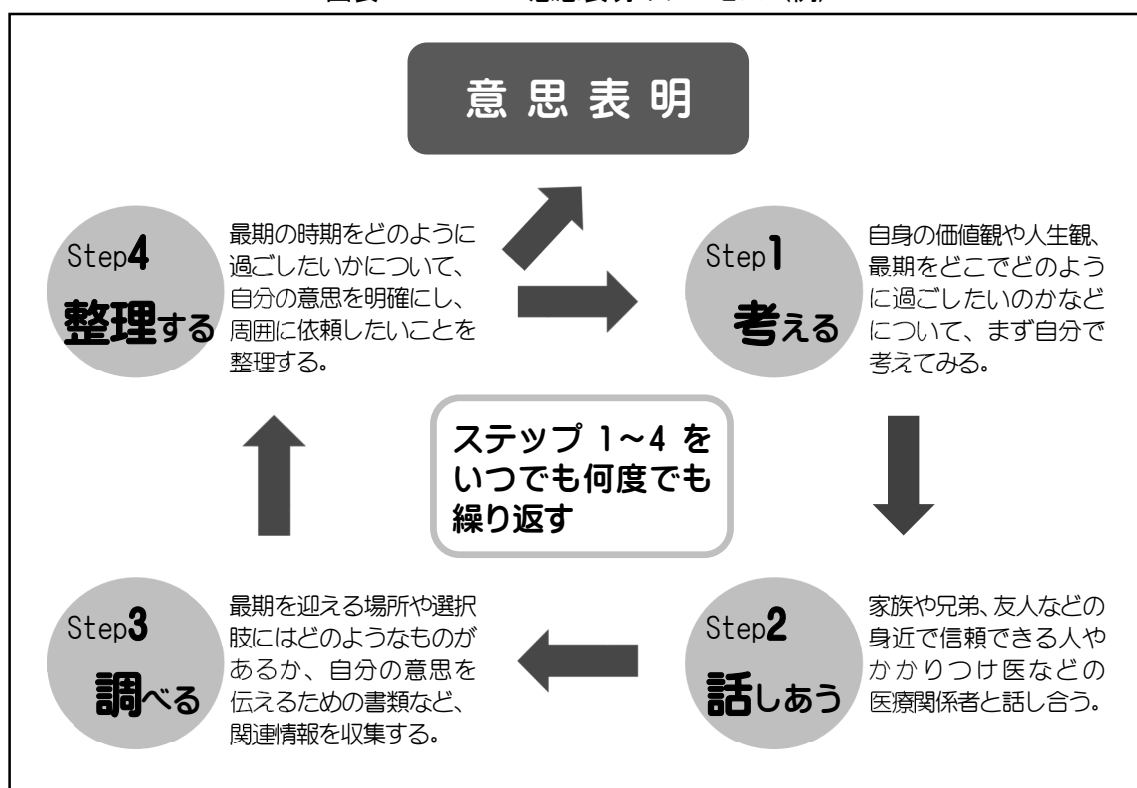 意思表明
Step1
考える
自身の価値観や人生観、
最期をどこでどのよう
に過ごしたいのかなど
について、まず自分で
考えてみる。
Step2
話しあう
家族や兄弟、友人などの
身近で信頼できる人や
かかりつけ医などの
医療関係者と話し合う。
Step3
調べる
最期を迎える場所や選択
肢にはどのようなものが
あるか、自分の意思を
伝えるための書類など、
関連情報を収集する。
Step4
整理する
最期の時期をどのように
過ごしたいかについて、
自分の意思を明確にし、
周囲に依頼したいことを
整理する。
ステップ 1～4 を
いつでも何度でも
繰り返す